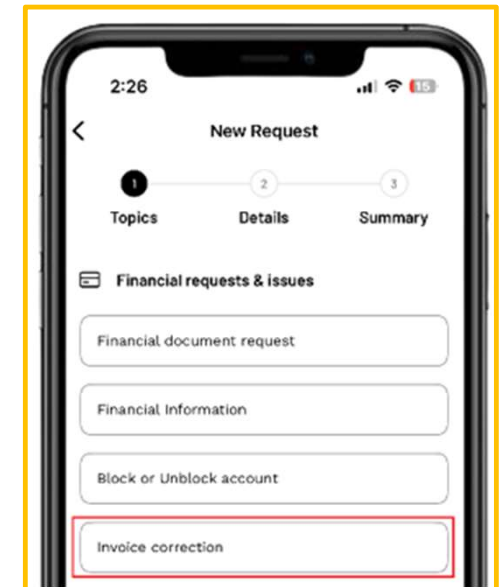 2:26
15
New Request
1
2
3
Topics Details Summary
Financial requests & issues
Financial document request
Financial Information
Block or Unblock account
Invoice correction